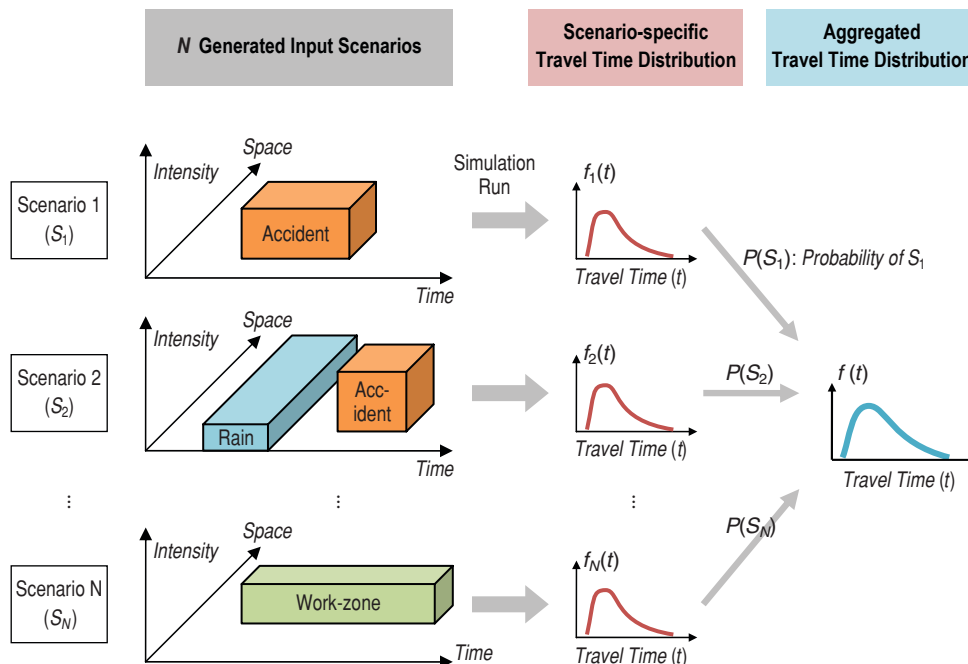 N Generated Input Scenarios
Scenario-specific
Travel Time Distribution
Aggregated
Travel Time Distribution
Scenario 1
(S1)
Intensity
Space
Accident
Time
Simulation
Run
f1(t)
Travel Time (t)
P(S1): Probability of S1
Scenario 2
(S2)
Intensity
Space
Rain
Acc-
ident
Time
f2(t)
Travel Time (t)
P(S2)
f (t)
Travel Time (t)
...
...
...
Scenario N
(SN)
Intensity
Space
Work-zone
Time
fN(t)
Travel Time (t)
P(SN)